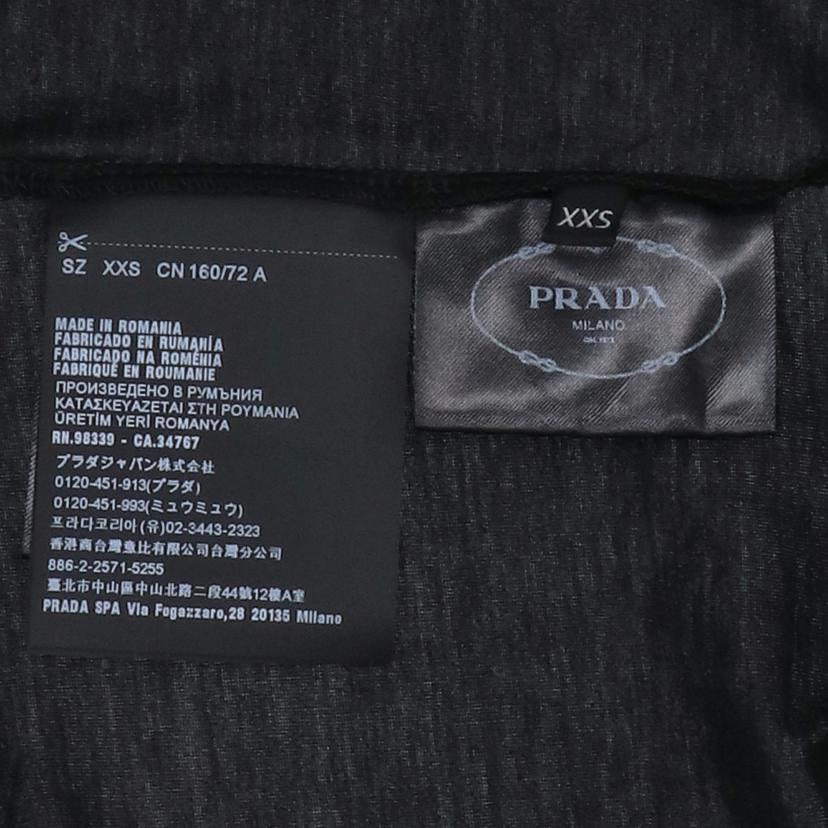 SZ XXS CN 160/72 A
MADE IN ROMANIA
FABRICADO EN RUMANÍA
FABRICADO NA ROMÉNIA
FABRIQUÉ EN ROUMANIE
ПРОИЗВЕДЕНО В РУМЪНИЯ
ΚΑΤΑΣΚΕΥΑΖΕΤΑΙ ΣΤΗ ΡΟΥΜΑΝΙΑ
ÜRETİM YERİ ROMANYA
RN.98339 - CA.34767
プラダジャパン株式会社
0120-451-913(プラダ)
0120-451-993(ミュウミュウ)
프라다코리아(유)02-3443-2323
香港商台灣意比有限公司台灣分公司
886-2-2571-5255
臺北市中山區中山北路二段44號12樓A室
PRADA SPA Via Fogazzaro,28 20135 Milano
XXS
PRADA
MILANO